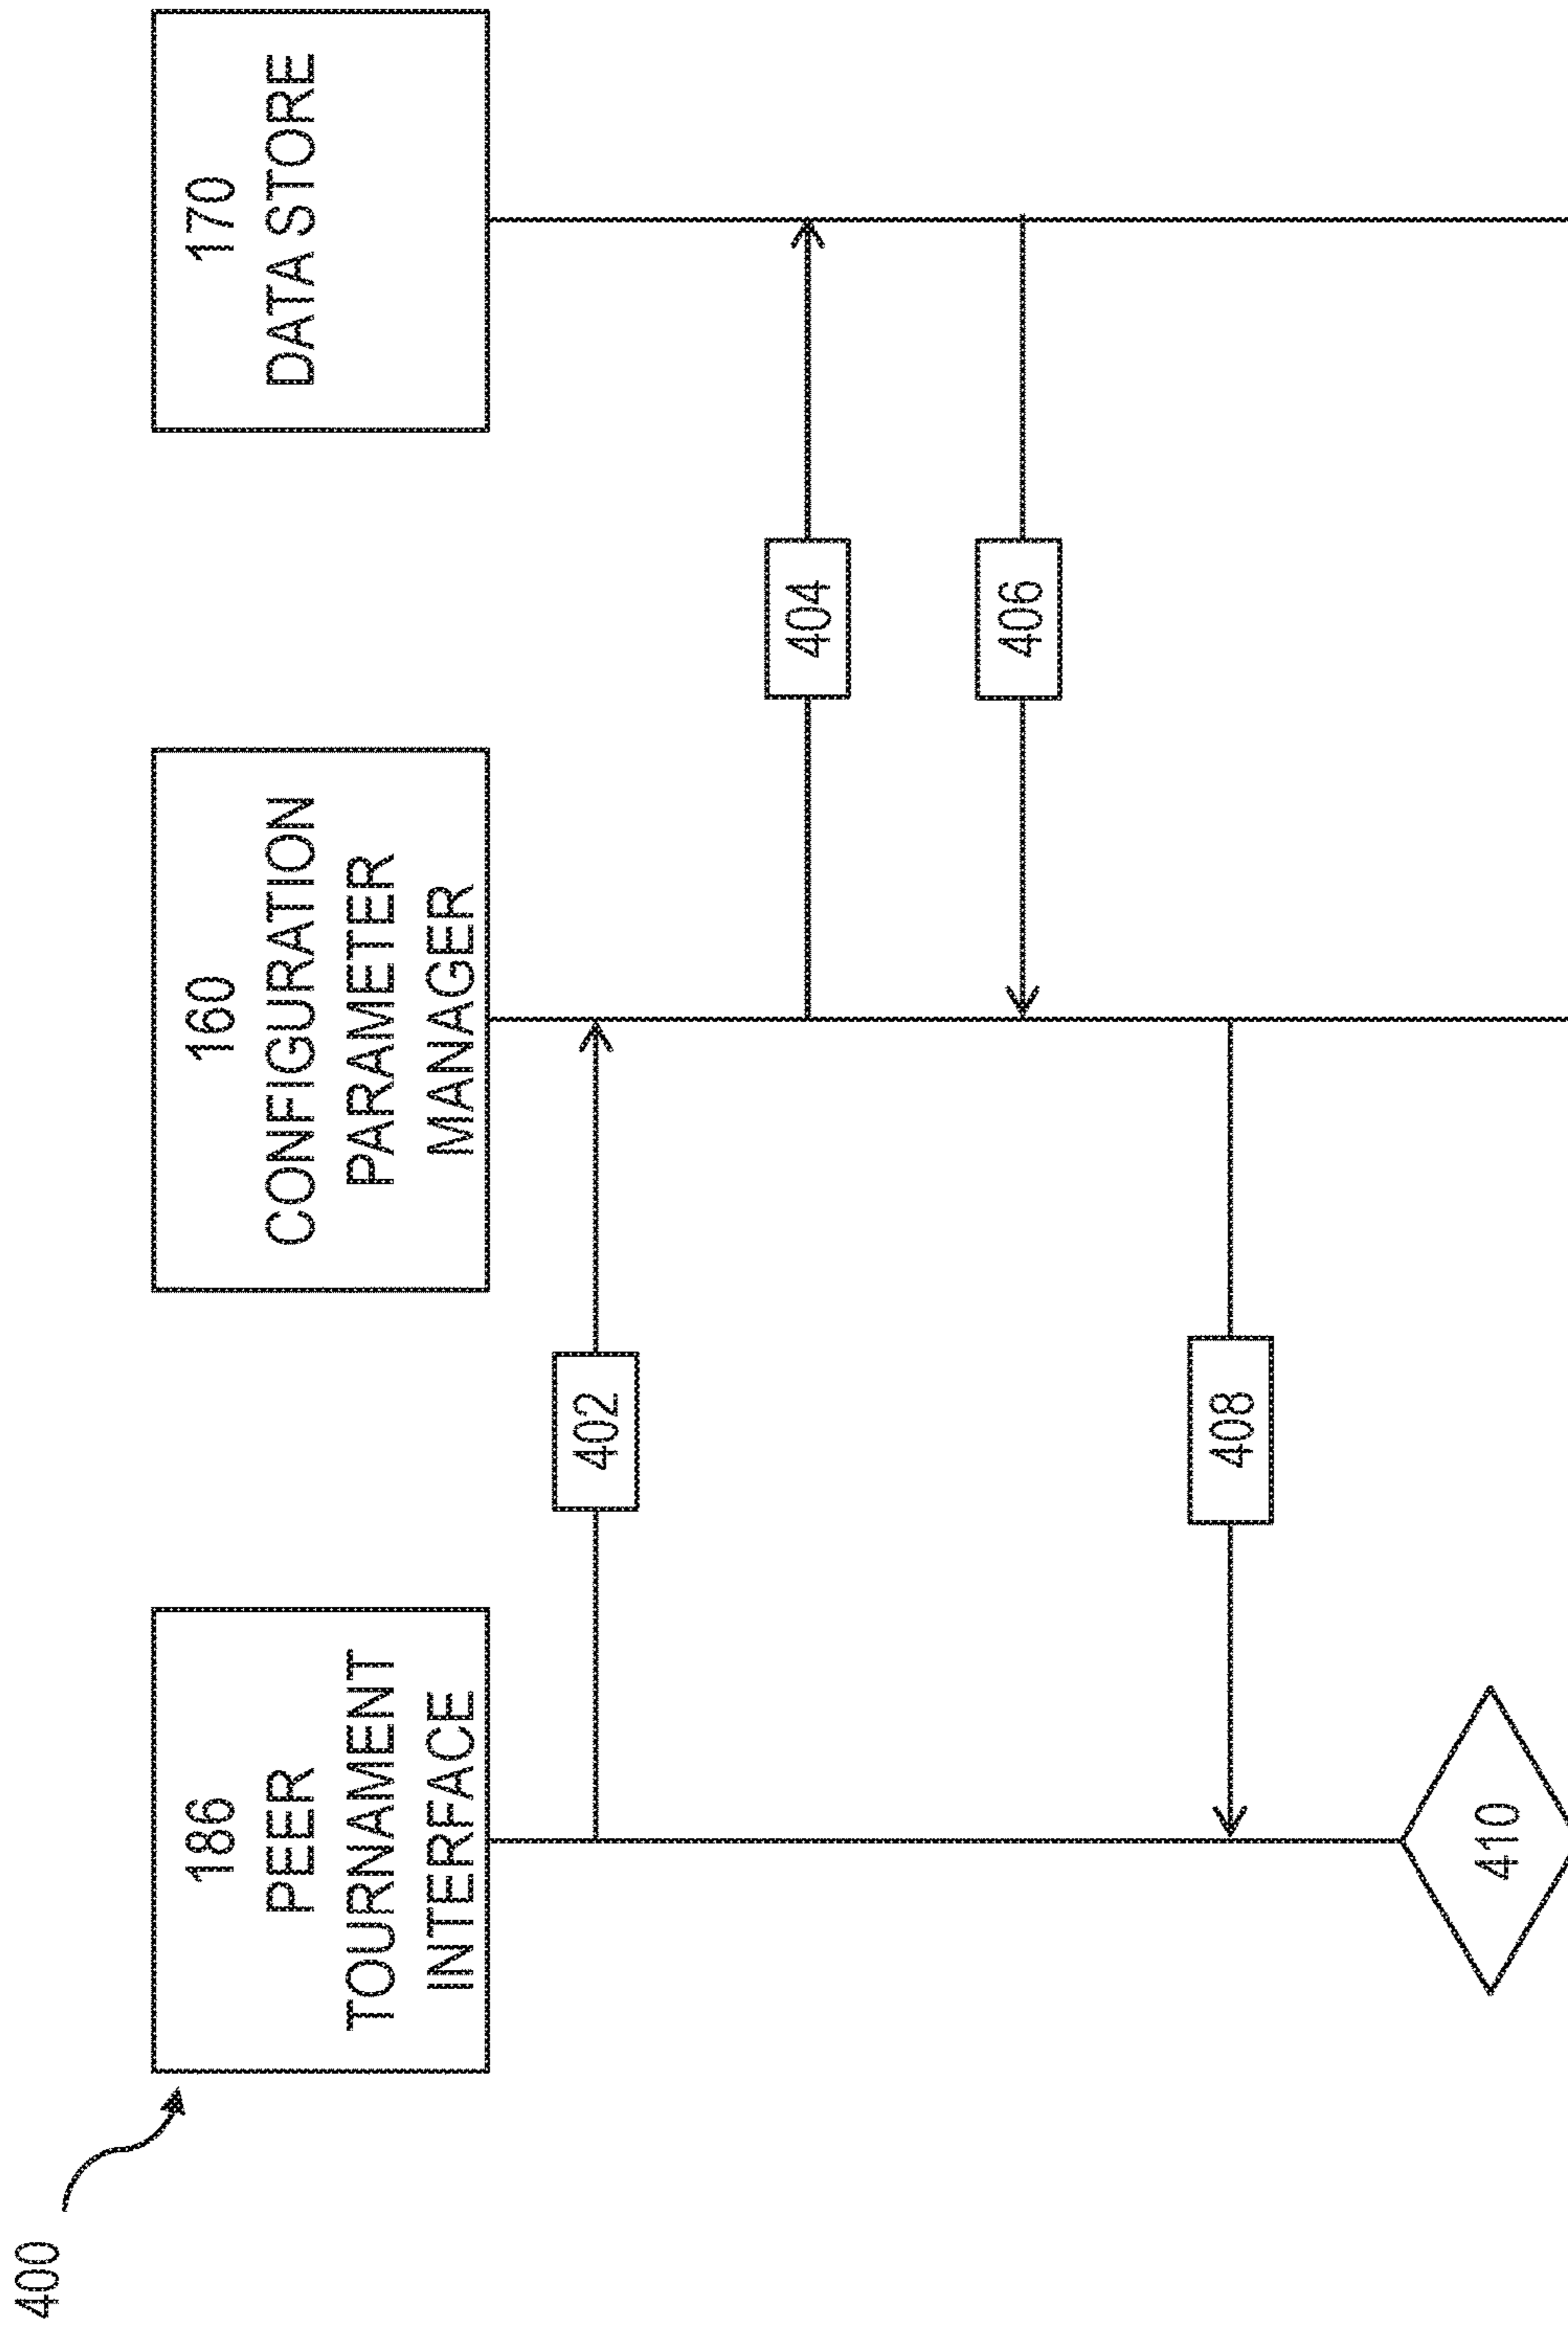 400
186
PEER
TOURNAMENT
INTERFACE
160
CONFIGURATION
PARAMETER
MANAGER
170
DATA STORE
402
404
406
408
410